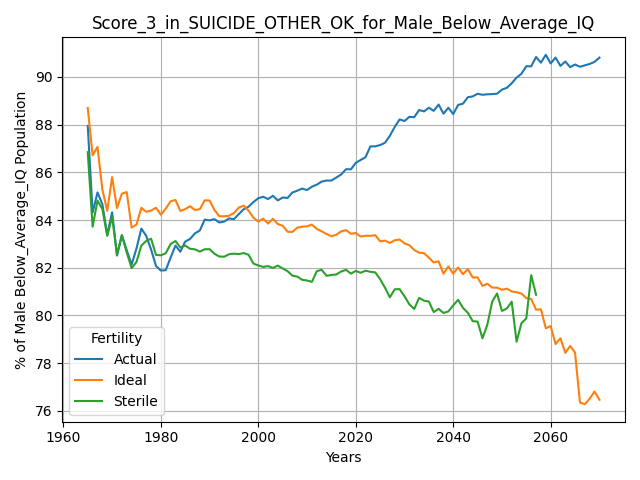 Score_3_in_SUICIDE_OTHER_OK_for_Male_Below_Average_IQ
% of Male Below_Average_IQ Population
90
88
86
84
82
80
78
76
Fertility
Actual
Ideal
Sterile
1960 1980 2000 2020 2040 2060
Years